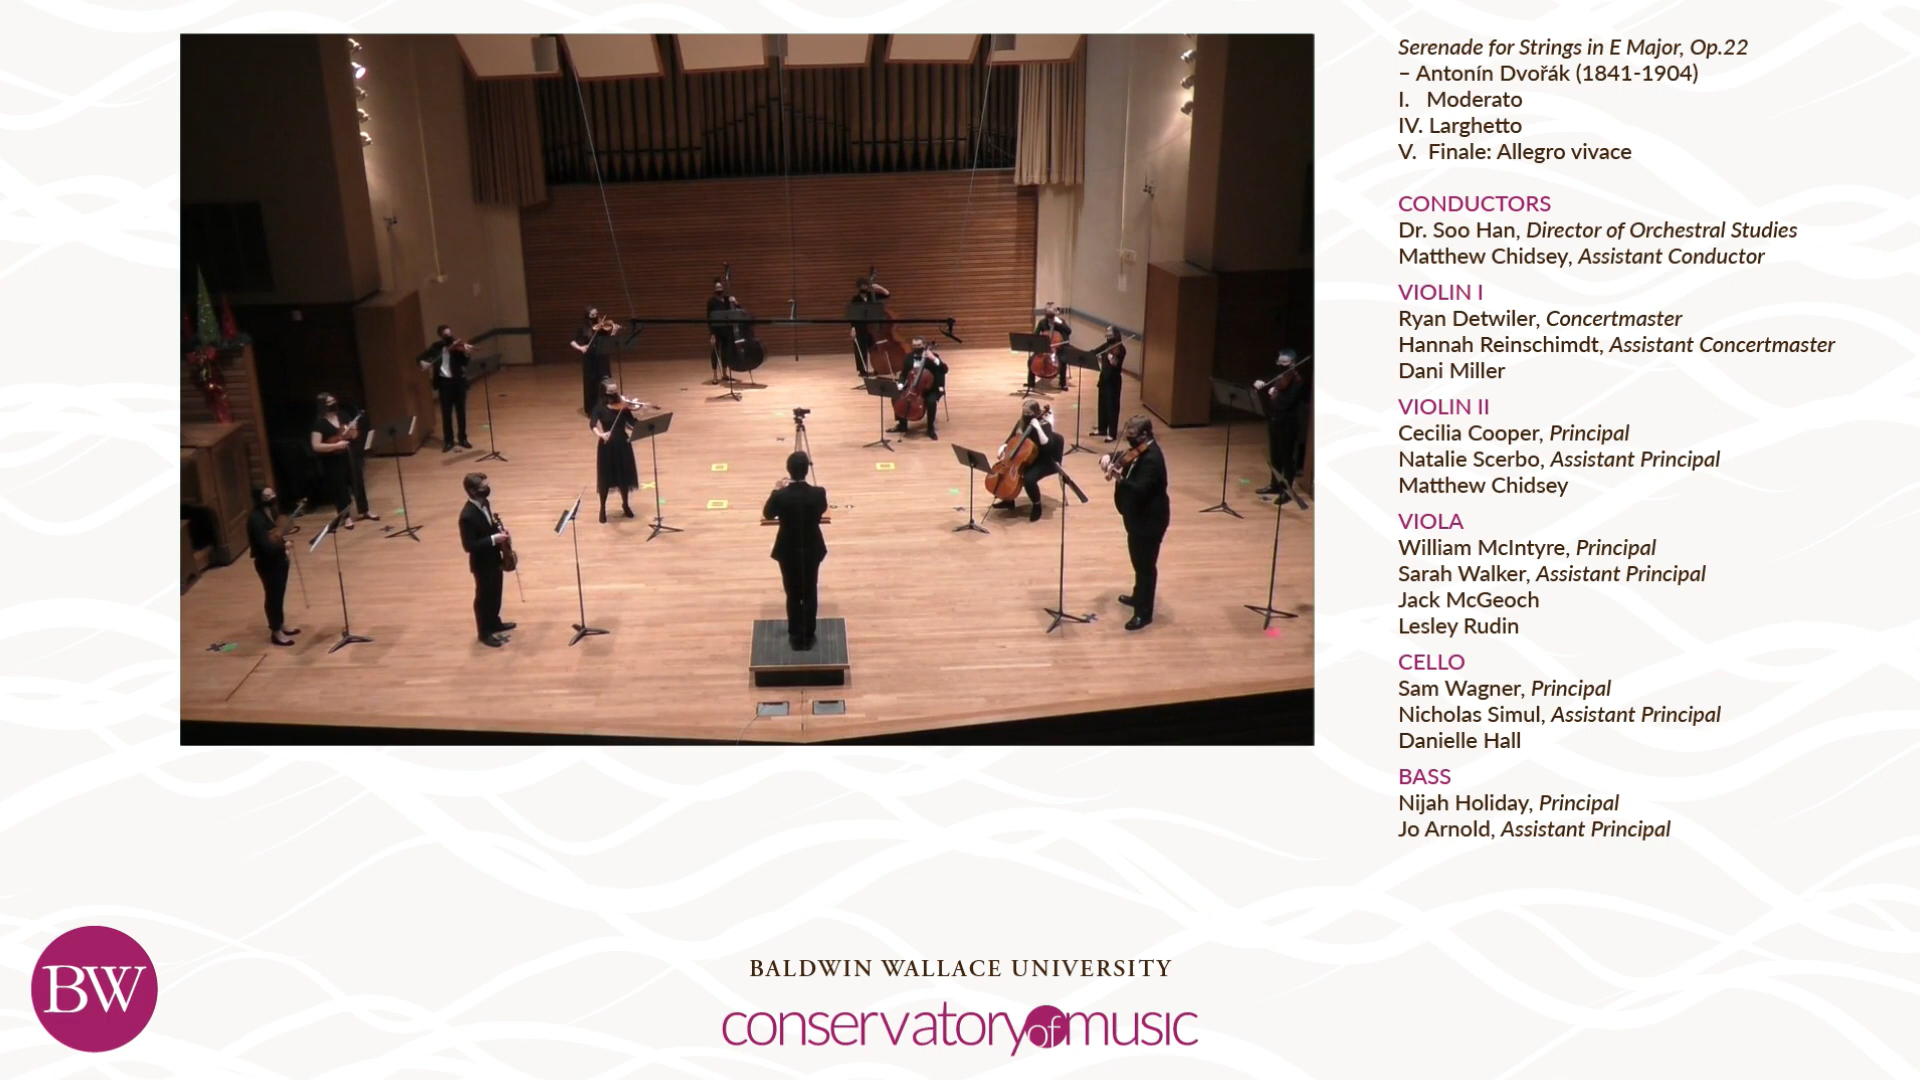 Serenade for Strings in E Major, Op.22
– Antonín Dvořák (1841-1904)
I. Moderato
IV. Larghetto
V. Finale: Allegro vivace
CONDUCTORS
Dr. Soo Han, Director of Orchestral Studies
Matthew Chidsey, Assistant Conductor
VIOLIN I
Ryan Detwiler, Concertmaster
Hannah Reinschimdt, Assistant Concertmaster
Dani Miller
VIOLIN II
Cecilia Cooper, Principal
Natalie Scerbo, Assistant Principal
Matthew Chidsey
VIOLA
William McIntyre, Principal
Sarah Walker, Assistant Principal
Jack McGeoch
Lesley Rudin
CELLO
Sam Wagner, Principal
Nicholas Simul, Assistant Principal
Danielle Hall
BASS
Nijah Holiday, Principal
Jo Arnold, Assistant Principal
BW
BALDWIN WALLACE UNIVERSITY
conservatory of music